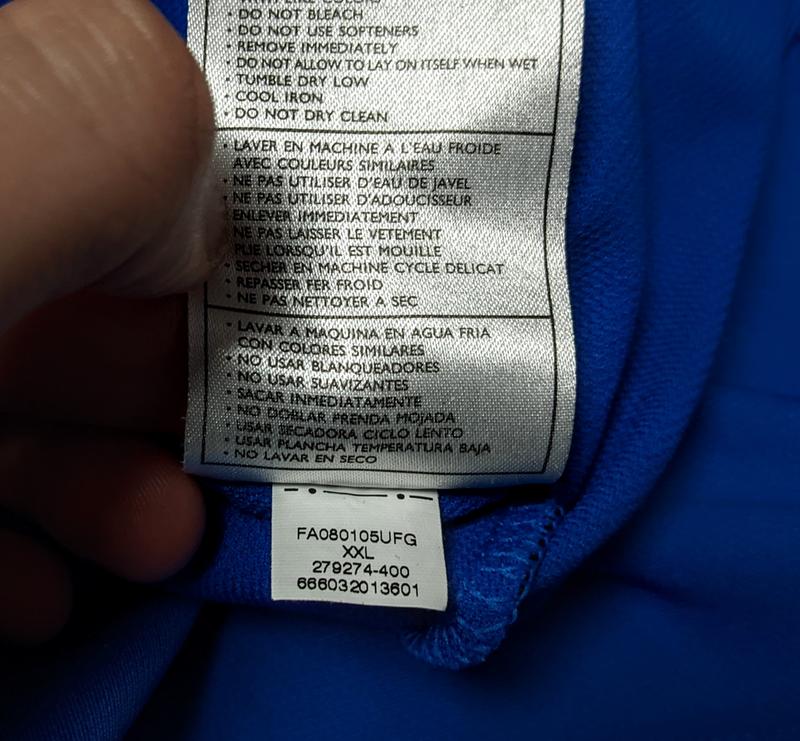 WITH LIKE COLORS
• DO NOT BLEACH
• DO NOT USE SOFTENERS
• REMOVE IMMEDIATELY
• DO NOT ALLOW TO LAY ON ITSELF WHEN WET
• TUMBLE DRY LOW
• COOL IRON
• DO NOT DRY CLEAN
• LAVER EN MACHINE A L'EAU FROIDE
AVEC COULEURS SIMILAIRES
• NE PAS UTILISER D'EAU DE JAVEL
• NE PAS UTILISER D'ADOUCISSEUR
ENLEVER IMMEDIATEMENT
• NE PAS LAISSER LE VETEMENT
PLIE LORSQU'IL EST MOUILLE
• SECHER EN MACHINE CYCLE DELICAT
• REPASSER FER FROID
• NE PAS NETTOYER A SEC
• LAVAR A MAQUINA EN AGUA FRIA
CON COLORES SIMILARES
• NO USAR BLANQUEADORES
• NO USAR SUAVIZANTES
• SACAR INMEDIATAMENTE
• NO DOBLAR PRENDA MOJADA
• USAR SECADORA CICLO LENTO
• USAR PLANCHA TEMPERATURA BAJA
• NO LAVAR EN SECO
FA080105UFG
XXL
279274-400
666032013601